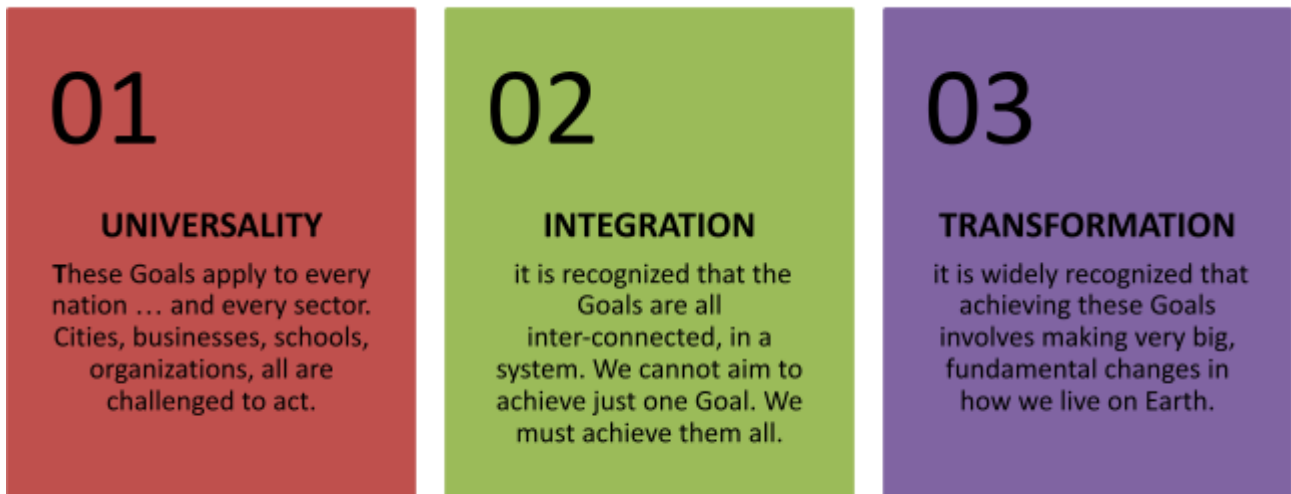 01
UNIVERSALITY
These Goals apply to every
nation … and every sector.
Cities, businesses, schools,
organizations, all are
challenged to act.
02
INTEGRATION
it is recognized that the
Goals are all
inter-connected, in a
system. We cannot aim to
achieve just one Goal. We
must achieve them all.
03
TRANSFORMATION
it is widely recognized that
achieving these Goals
involves making very big,
fundamental changes in
how we live on Earth.